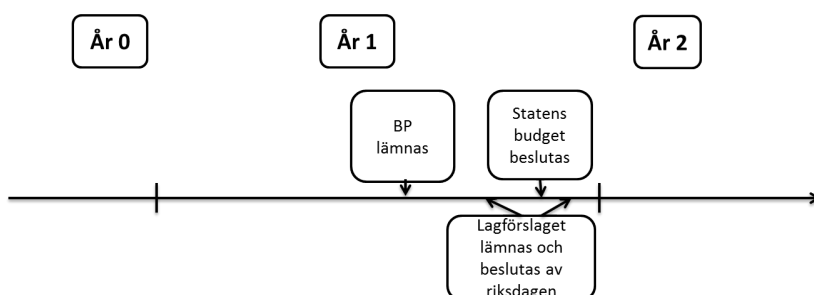 År 0
År 1
År 2
BP
lämnas
Statens
budget
beslutas
Lagförslaget
lämnas och
beslutas av
riksdagen